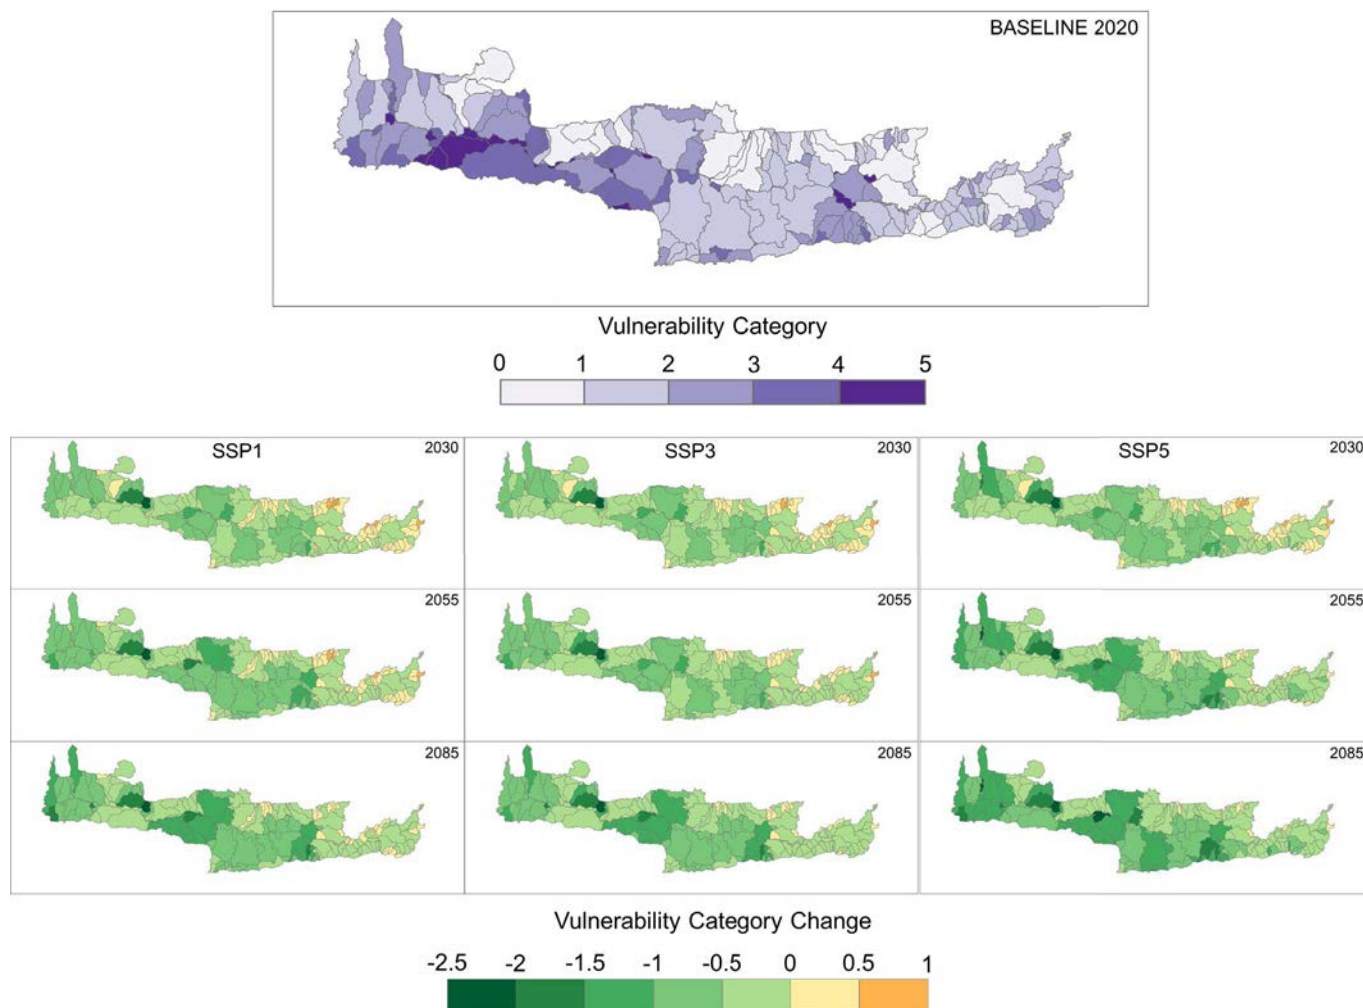 BASELINE 2020
Vulnerability Category
0 1 2 3 4 5
SSP1 2030 SSP3 2030 SSP5 2030
2055 2055 2055
2085 2085 2085
Vulnerability Category Change
-2.5 -2 -1.5 -1 -0.5 0 0.5 1